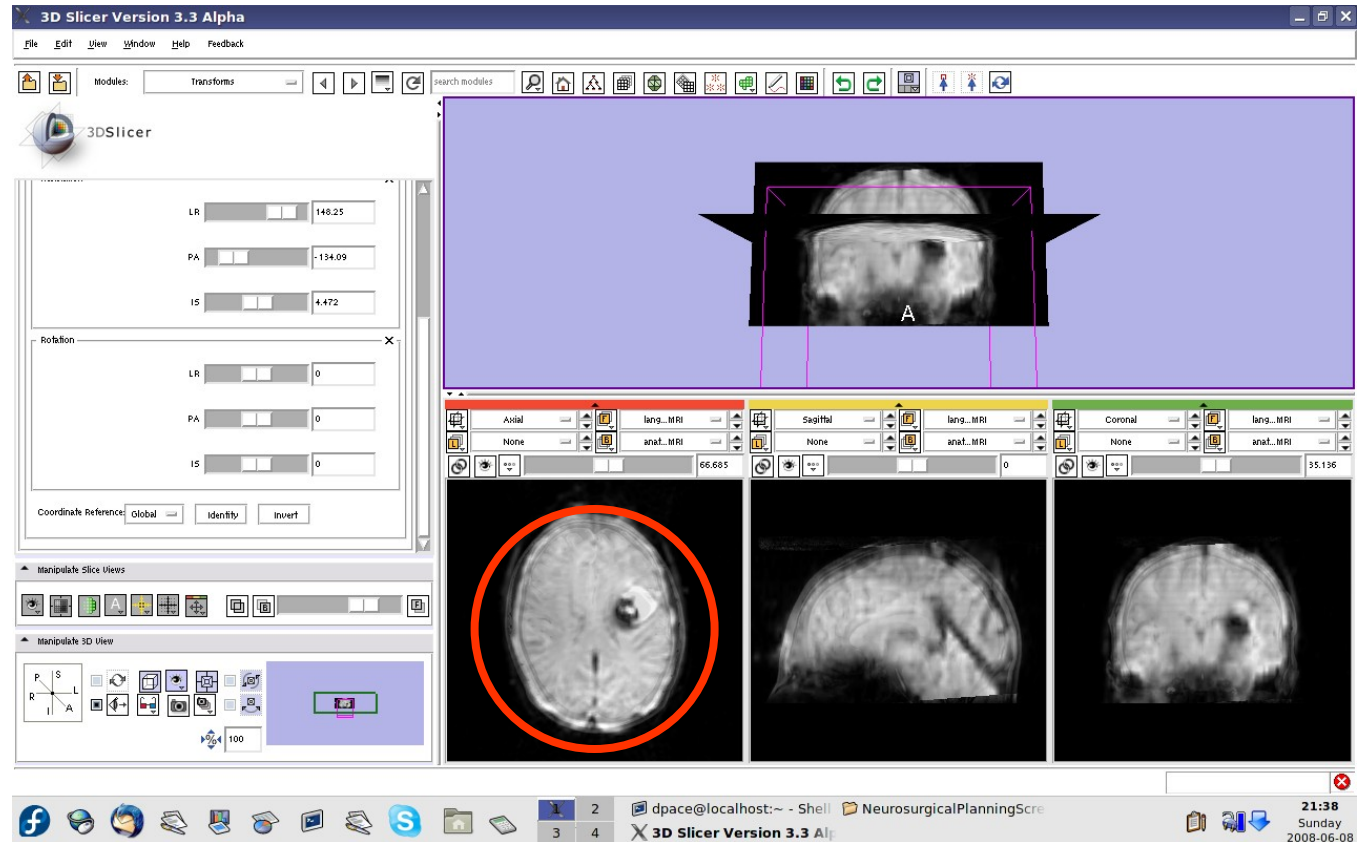 3D Slicer Version 3.3 Alpha
File Edit View Window Help Feedback
Modules: Transforms search modules
3DSlicer
LR 148.25
PA -134.09
IS 4.472
Rotation
LR 0
PA 0
IS 0
Coordinate Reference: Global Identity Invert
Manipulate Slice Views
Manipulate 3D View
P S
R L
I A
% 100
A
Axial F lang...MRI
L None B anat...MRI
66.685
Sagittal F lang...MRI
L None B anat...MRI
0
Coronal F lang...MRI
L None B anat...MRI
35.136
1 2
3 4
dpace@localhost:~ - Shell
NeurosurgicalPlanningScre
3D Slicer Version 3.3 Alp
21:38
Sunday
2008-06-08